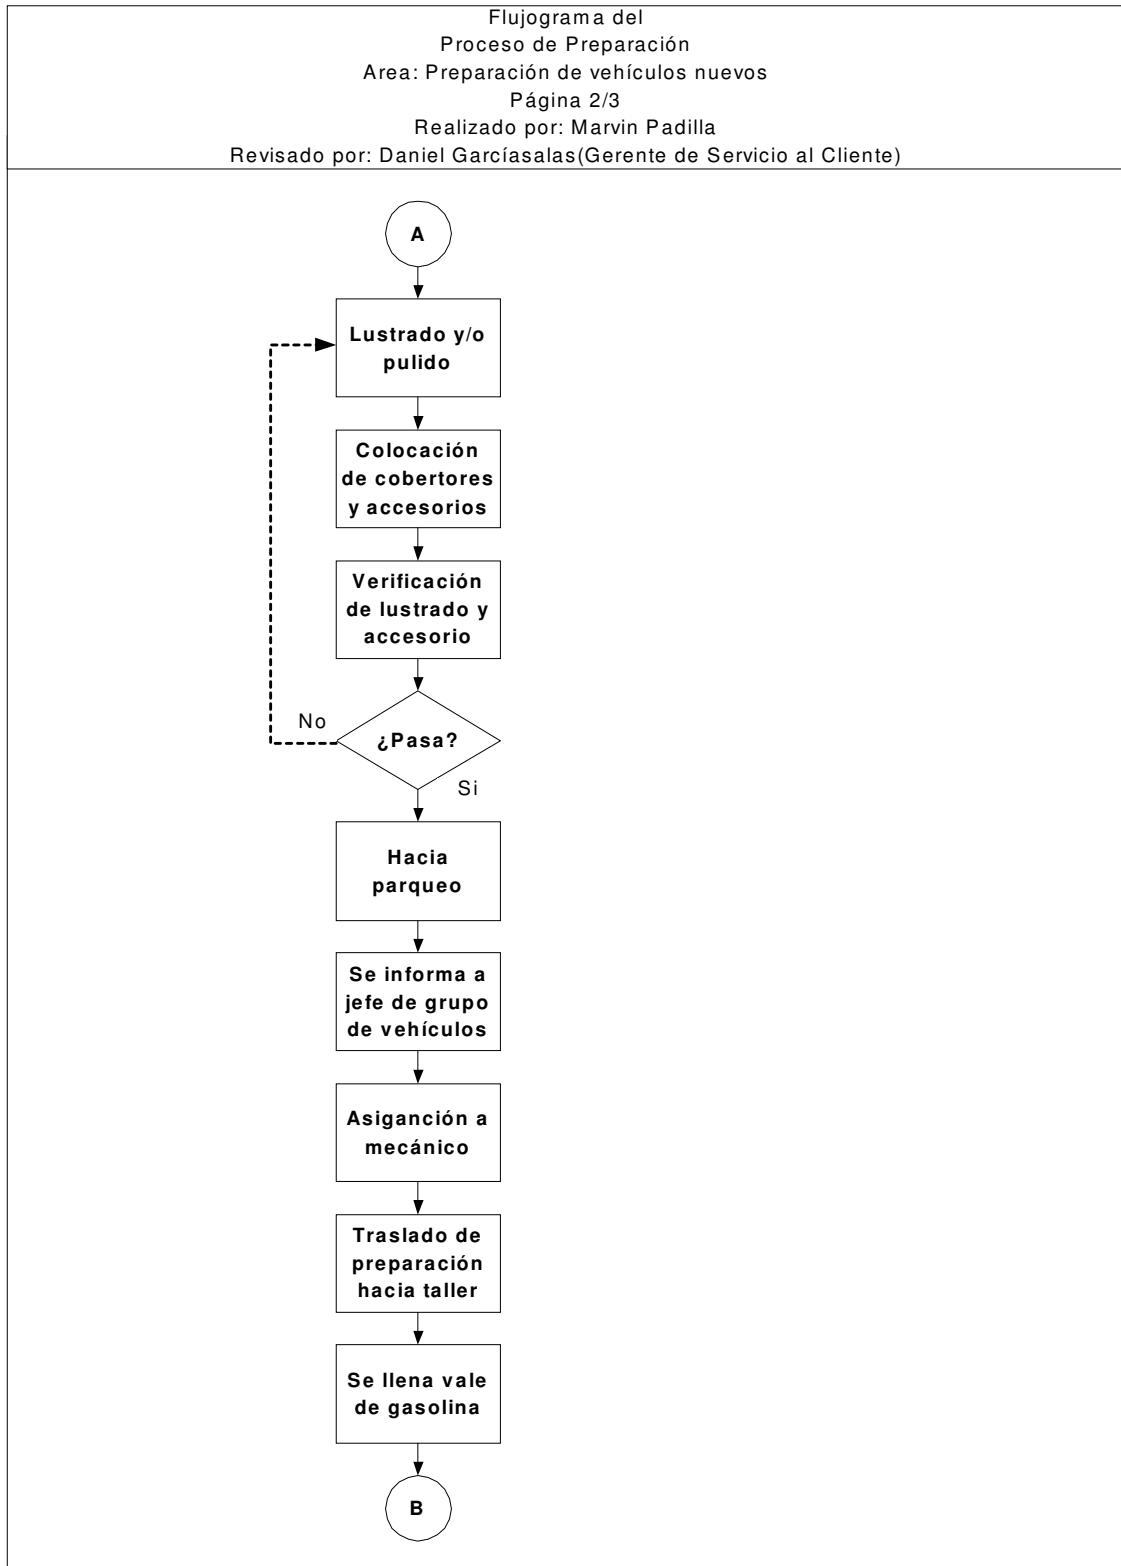 Flujograma del
Proceso de Preparación
Area: Preparación de vehículos nuevos
Página 2/3
Realizado por: Marvin Padilla
Revisado por: Daniel Garcíasalas(Gerente de Servicio al Cliente)
A
Lustrado y/o
pulido
Colocación
de cobertores
y accesorios
Verificación
de lustrado y
accesorio
No
¿Pasa?
Si
Hacia
parqueo
Se informa a
jefe de grupo
de vehículos
Asiganción a
mecánico
Traslado de
preparación
hacia taller
Se llena vale
de gasolina
B